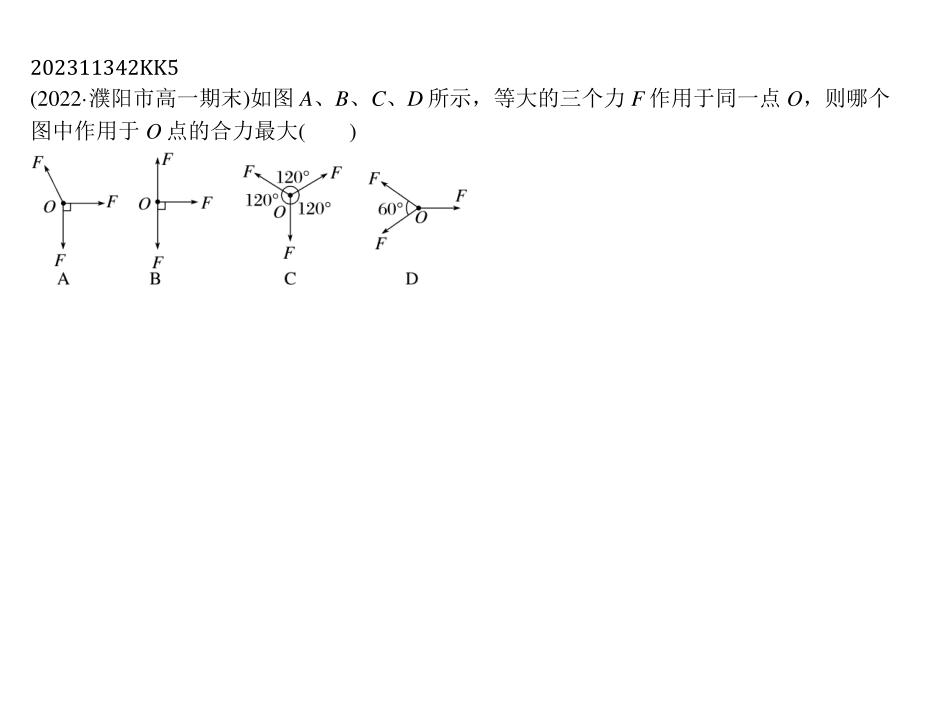 202311342KK5
(2022·濮阳市高一期末)如图 A、B、C、D 所示，等大的三个力 F 作用于同一点 O，则哪个
图中作用于 O 点的合力最大(　　)
F
O
F
F
A
F
O
F
F
B
F
120°
F
120°
O
120°
F
C
F
F
60°
O
F
D